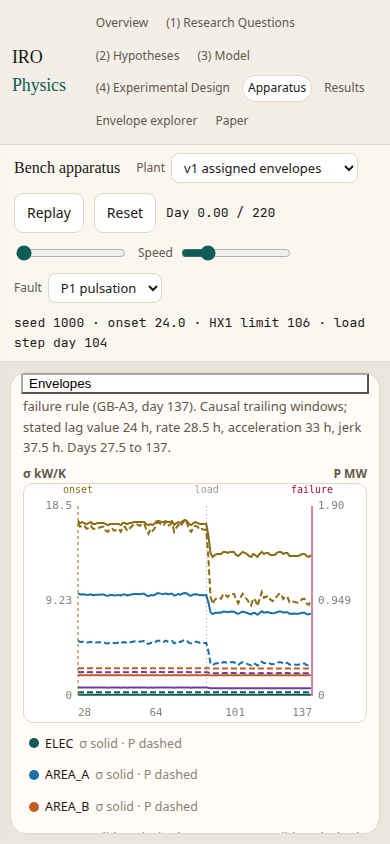 Overview (1) Research Questions
IRO Physics
(2) Hypotheses (3) Model
(4) Experimental Design Apparatus Results
Envelope explorer Paper
Bench apparatus Plant v1 assigned envelopes
Replay Reset Day 0.00 / 220
Speed
Fault P1 pulsation
seed 1000 · onset 24.0 · HX1 limit 106 · load
step day 104
Envelopes
failure rule (GB-A3, day 137). Causal trailing windows;
stated lag value 24 h, rate 28.5 h, acceleration 33 h, jerk
37.5 h. Days 27.5 to 137.
σ kW/K P MW
onset load failure
18.5 1.90
9.23 0.949
0 0
28 64 101 137
ELEC σ solid · P dashed
AREA_A σ solid · P dashed
AREA_B σ solid · P dashed